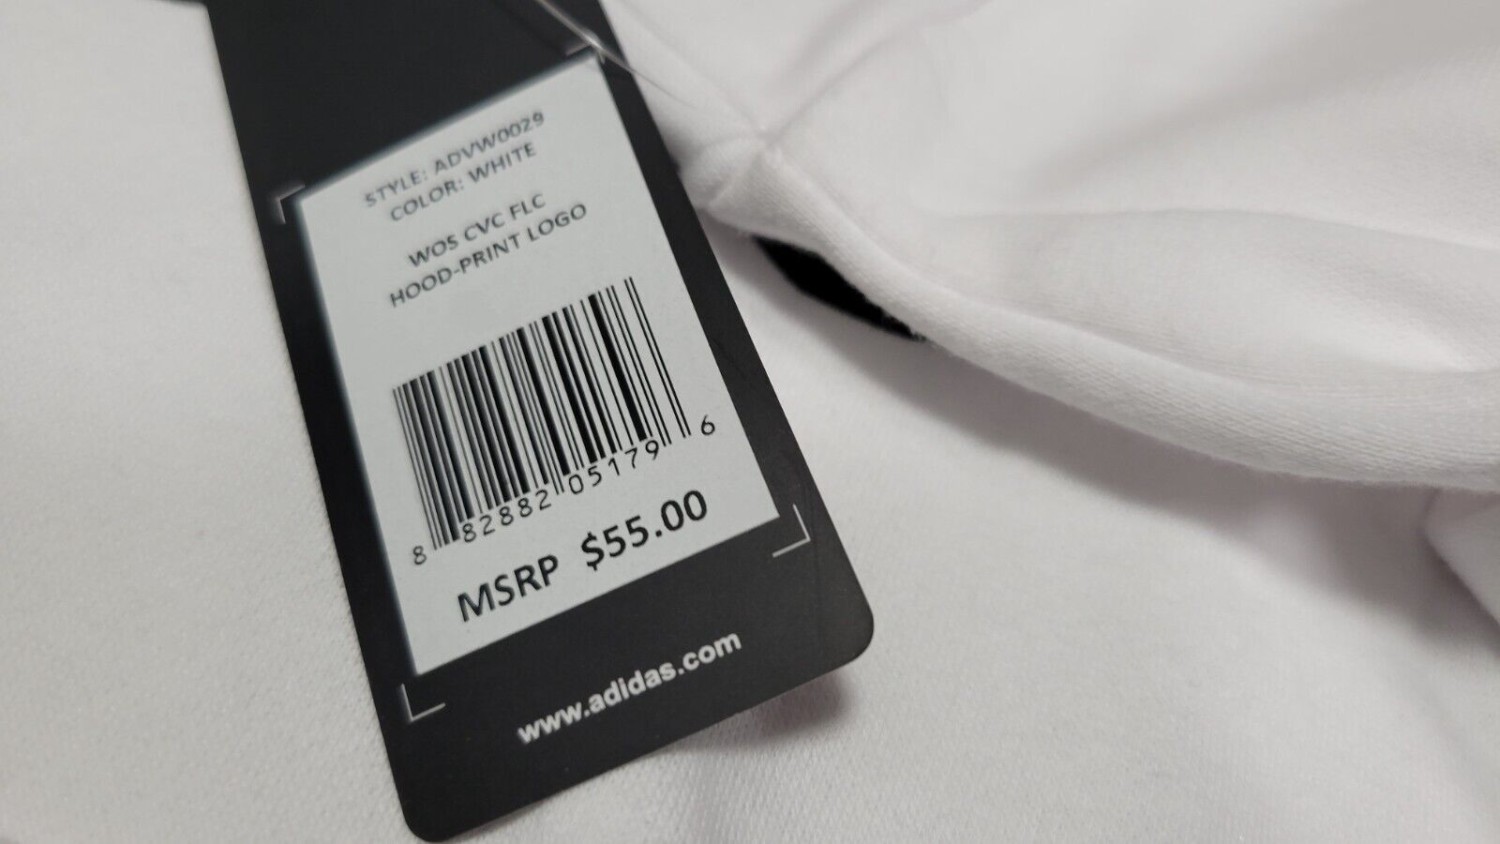 STYLE: ADVW0029
COLOR: WHITE
WOS CVC FLC
HOOD-PRINT LOGO
8 82882 05179 6
MSRP $55.00
www.adidas.com